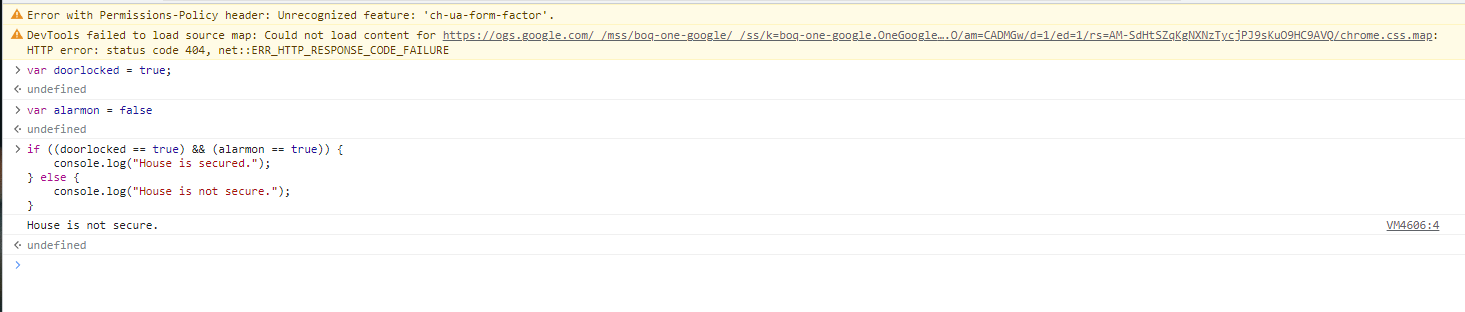 Error with Permissions-Policy header: Unrecognized feature: 'ch-ua-form-factor'.
DevTools failed to load source map: Could not load content for https://ogs.google.com/_/mss/boq-one-google/_/ss/k=boq-one-google.OneGoogle….O/am=CADMGw/d=1/ed=1/rs=AM-SdHtSZqKgNXNzTycjPJ9sKuO9HC9AVQ/chrome.css.map:
HTTP error: status code 404, net::ERR_HTTP_RESPONSE_CODE_FAILURE
> var doorlocked = true;
undefined
> var alarmon = false
undefined
> if ((doorlocked == true) && (alarmon == true)) {
    console.log("House is secured.");
} else {
    console.log("House is not secure.");
}
House is not secure. VM4606:4
undefined
>